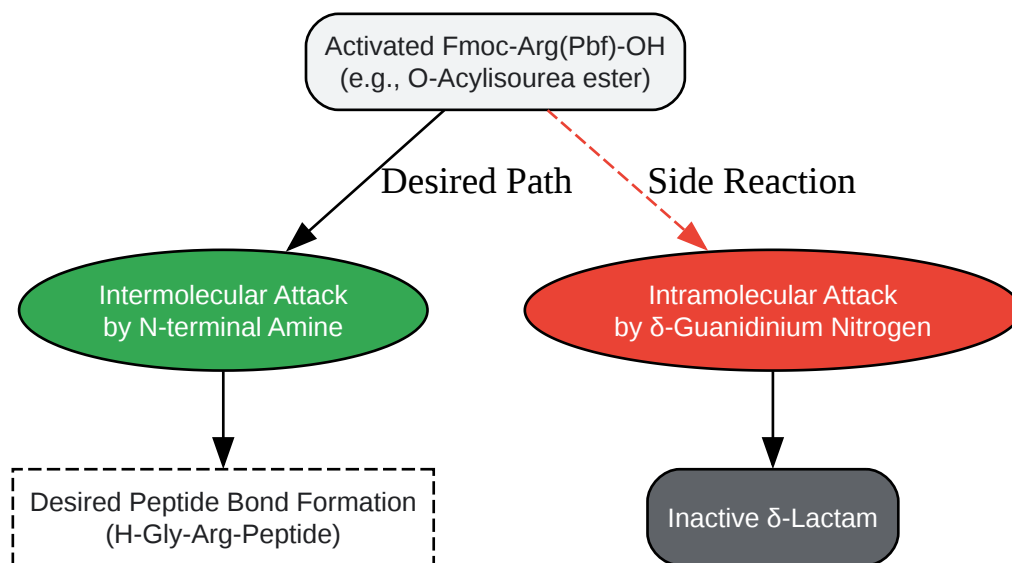 Activated Fmoc-Arg(Pbf)-OH
(e.g., O-Acylisourea ester)
Desired Path
Side Reaction
Intermolecular Attack
by N-terminal Amine
Intramolecular Attack
by δ-Guanidinium Nitrogen
Desired Peptide Bond Formation
(H-Gly-Arg-Peptide)
Inactive δ-Lactam